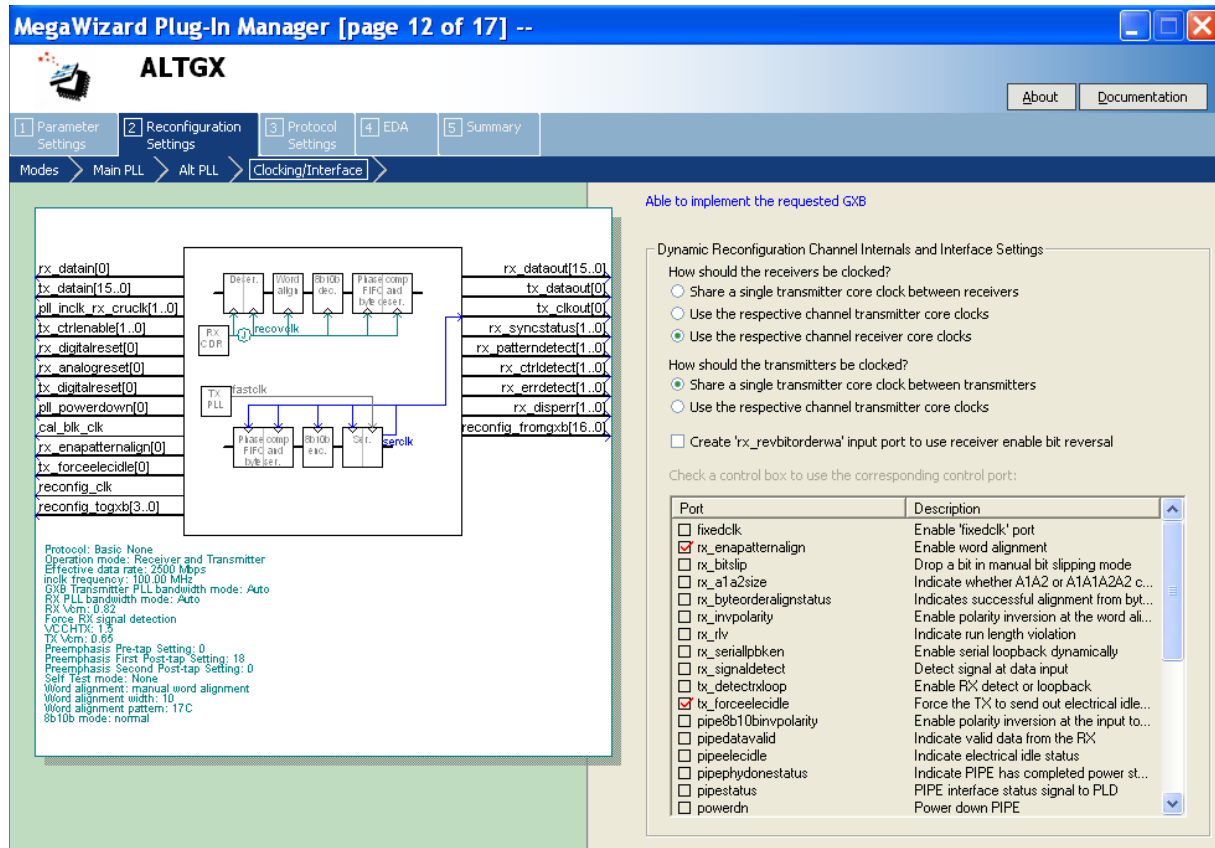 MegaWizard Plug-In Manager [page 12 of 17] --
ALTGX
About
Documentation
1 Parameter Settings
2 Reconfiguration Settings
3 Protocol Settings
4 EDA
5 Summary
Modes
Main PLL
Alt PLL
Clocking/Interface
rx_datain[0]
tx_datain[15..0]
pll_inclk_rx_cruclk[1..0]
tx_ctrlenable[1..0]
rx_digitalreset[0]
rx_analogreset[0]
tx_digitalreset[0]
pll_powerdown[0]
cal_blk_clk
rx_enapatternalign[0]
tx_forceelecidle[0]
reconfig_clk
reconfig_togxb[3..0]
Deser.
Word align
8b10b dec.
Phase comp FIFO and byte deser.
RX CDR
recovclk
TX PLL
fastclk
Phase comp FIFO and byte ser.
8b10b enc.
Ser.
serclk
rx_dataout[15..0]
tx_dataout[0]
tx_clkout[0]
rx_syncstatus[1..0]
rx_patterndetect[1..0]
rx_ctrldetect[1..0]
rx_errdetect[1..0]
rx_disperr[1..0]
reconfig_fromgxb[16..0]
Protocol: Basic None
Operation mode: Receiver and Transmitter
Effective data rate: 2500 Mbps
inclk frequency: 100.00 MHz
GXB Transmitter PLL bandwidth mode: Auto
RX PLL bandwidth mode: Auto
RX Vcm: 0.82
Force RX signal detection
VCCHTX: 1.5
TX Vcm: 0.65
Preemphasis Pre-tap Setting: 0
Preemphasis First Post-tap Setting: 18
Preemphasis Second Post-tap Setting: 0
Self Test mode: None
Word alignment: manual word alignment
Word alignment width: 10
Word alignment pattern: 17C
8b10b mode: normal
Able to implement the requested GXB
Dynamic Reconfiguration Channel Internals and Interface Settings
How should the receivers be clocked?
Share a single transmitter core clock between receivers
Use the respective channel transmitter core clocks
Use the respective channel receiver core clocks
How should the transmitters be clocked?
Share a single transmitter core clock between transmitters
Use the respective channel transmitter core clocks
Create 'rx_revbitorderwa' input port to use receiver enable bit reversal
Check a control box to use the corresponding control port:
Port Description
fixedclk Enable 'fixedclk' port
rx_enapatternalign Enable word alignment
rx_bitslip Drop a bit in manual bit slipping mode
rx_a1a2size Indicate whether A1A2 or A1A1A2A2 c...
rx_byteorderalignstatus Indicates successful alignment from byt...
rx_invpolarity Enable polarity inversion at the word ali...
rx_rlv Indicate run length violation
rx_seriallpbken Enable serial loopback dynamically
rx_signaldetect Detect signal at data input
tx_detectrxloop Enable RX detect or loopback
tx_forceelecidle Force the TX to send out electrical idle...
pipe8b10binvpolarity Enable polarity inversion at the input to...
pipedatavalid Indicate valid data from the RX
pipeelecidle Indicate electrical idle status
pipephydonestatus Indicate PIPE has completed power st...
pipestatus PIPE interface status signal to PLD
powerdn Power down PIPE